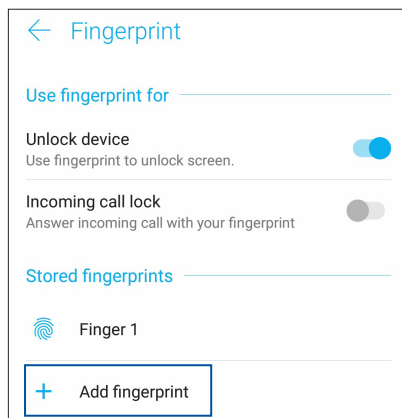 Fingerprint
Use fingerprint for
Unlock device
Use fingerprint to unlock screen.
Incoming call lock
Answer incoming call with your fingerprint
Stored fingerprints
Finger 1
Add fingerprint